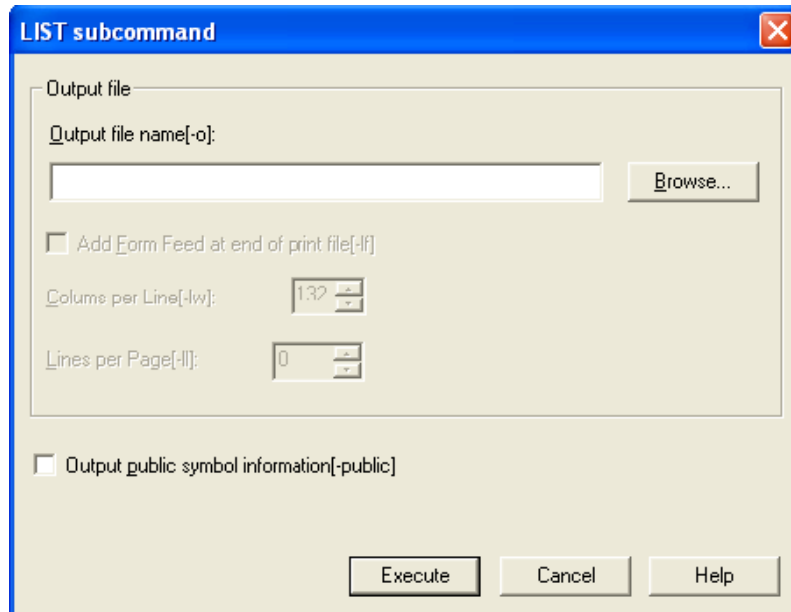 LIST subcommand
Output file
Output file name[-o]:
Browse...
Add Form Feed at end of print file[-lf]
Colums per Line[-lw]:
132
Lines per Page[-ll]:
0
Output public symbol information[-public]
Execute Cancel Help